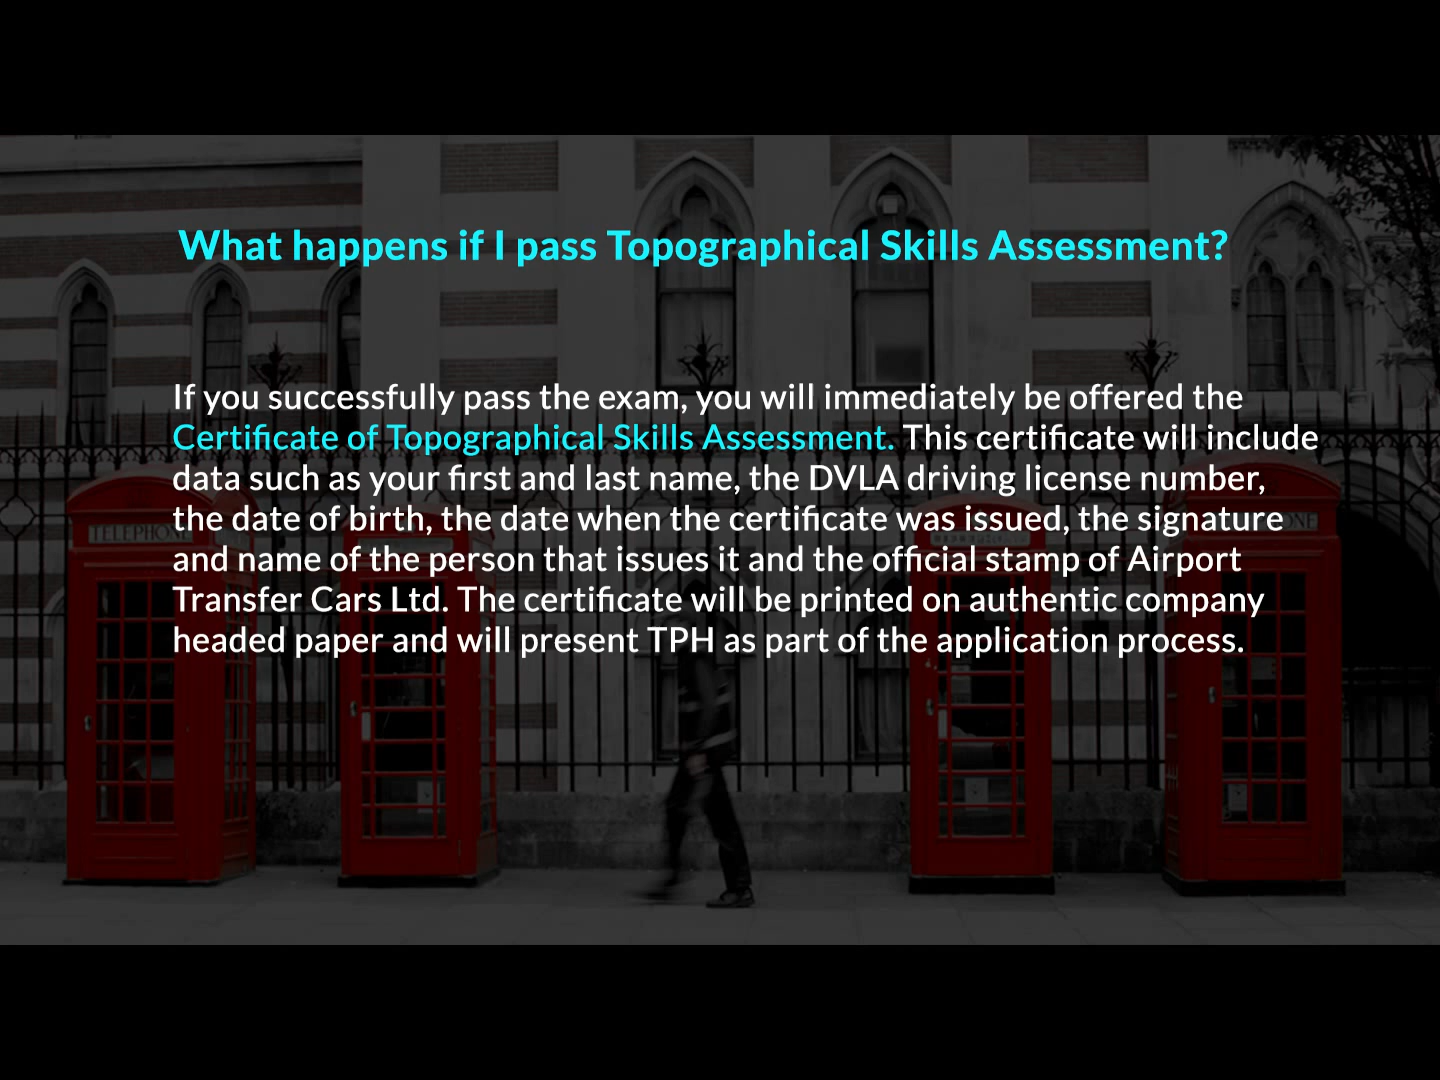 What happens if I pass Topographical Skills Assessment?
If you successfully pass the exam, you will immediately be offered the
Certificate of Topographical Skills Assessment. This certificate will include
data such as your first and last name, the DVLA driving license number,
the date of birth, the date when the certificate was issued, the signature
and name of the person that issues it and the official stamp of Airport
Transfer Cars Ltd. The certificate will be printed on authentic company
headed paper and will present TPH as part of the application process.
TELEPHONE